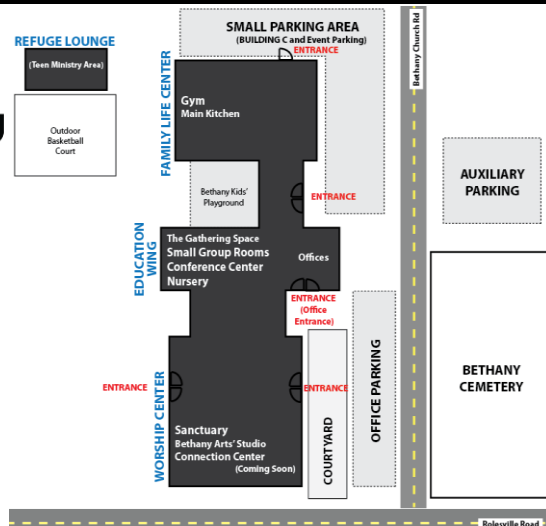 REFUGE LOUNGE
(Teen Ministry Area)
Outdoor
Basketball
Court
SMALL PARKING AREA
(BUILDING C and Event Parking)
ENTRANCE
Bethany Church Rd
FAMILY LIFE CENTER
Gym
Main Kitchen
Bethany Kids'
Playground
ENTRANCE
AUXILIARY
PARKING
EDUCATION
WING
The Gathering Space
Small Group Rooms
Conference Center
Nursery
Offices
ENTRANCE
(Office
Entrance)
WORSHIP CENTER
ENTRANCE
ENTRANCE
Sanctuary
Bethany Arts' Studio
Connection Center
(Coming Soon)
COURTYARD
OFFICE PARKING
BETHANY
CEMETERY
Rolesville Road